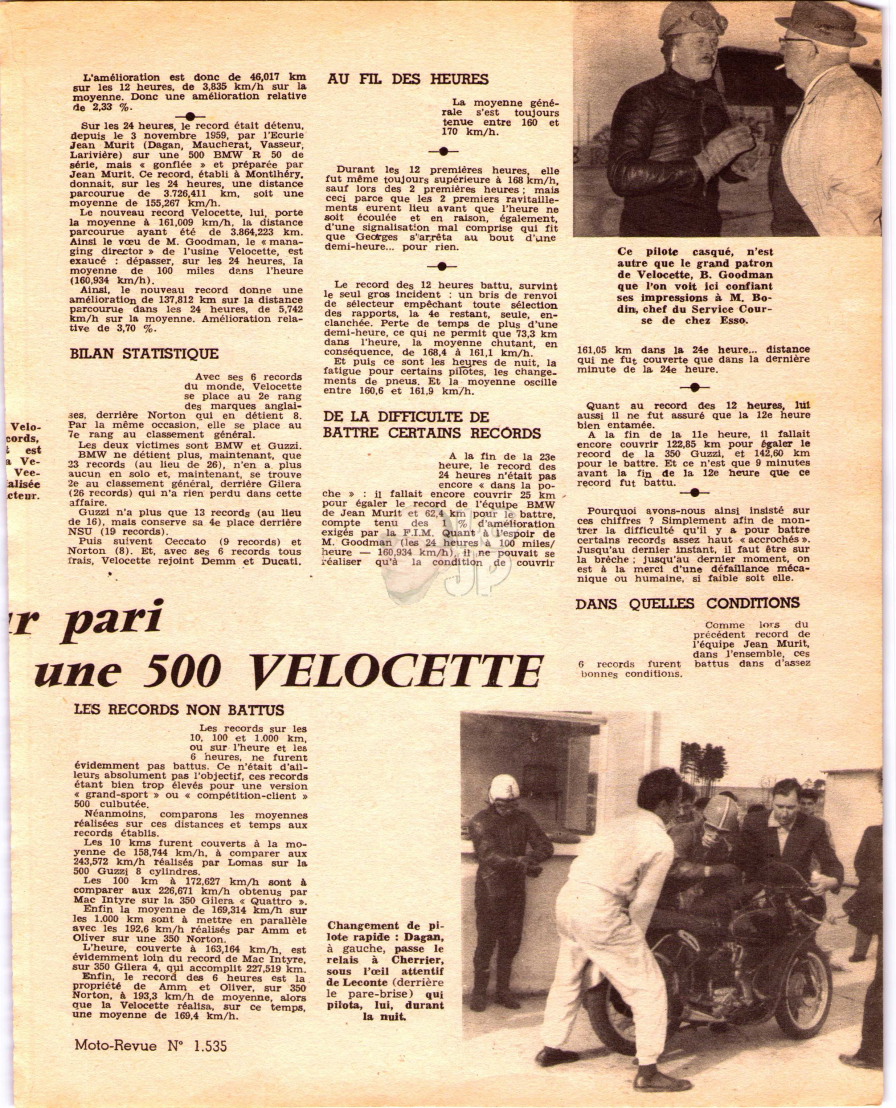 L'amélioration est donc de 46,017 km
sur les 12 heures, de 3,835 km/h sur la
moyenne. Donc une amélioration relative
de 2,33 %.
Sur les 24 heures, le record était détenu,
depuis le 3 novembre 1959, par l'Ecurie
Jean Murit (Dagan, Maucherat, Vasseur,
Larivière) sur une 500 BMW R 50 de
série, mais « gonflée » et préparée par
Jean Murit. Ce record, établi à Montlhéry,
donnait, sur les 24 heures, une distance
parcourue de 3.726,411 km, soit une
moyenne de 155,267 km/h.
Le nouveau record Velocette, lui, porte
la moyenne à 161,009 km/h, la distance
parcourue ayant été de 3.864,223 km.
Ainsi le vœu de M. Goodman, le « mana-
ging director » de l'usine Velocette, est
exaucé : dépasser, sur les 24 heures, la
moyenne de 100 miles dans l'heure
(160,934 km/h).
Ainsi, le nouveau record donne une
amélioration de 137,812 km sur la distance
parcourue dans les 24 heures, de 5,742
km/h sur la moyenne. Amélioration rela-
tive de 3,70 %.
BILAN STATISTIQUE
Avec ses 6 records
du monde, Velocette
se place au 2e rang
des marques anglai-
ses, derrière Norton qui en détient 8.
Par la même occasion, elle se place au
7e rang au classement général.
Les deux victimes sont BMW et Guzzi.
BMW ne détient plus, maintenant, que
23 records (au lieu de 26), n'en a plus
aucun en solo et, maintenant, se trouve
2e au classement général, derrière Gilera
(26 records) qui n'a rien perdu dans cette
affaire.
Guzzi n'a plus que 13 records (au lieu
de 16), mais conserve sa 4e place derrière
NSU (19 records).
Puis suivent Ceccato (9 records) et
Norton (8). Et, avec ses 6 records tous
frais, Velocette rejoint Demm et Ducati.
Velo-
cords,
t est
a Ve-
Vee-
alisée
cteur.
AU FIL DES HEURES
La moyenne géné-
rale s'est toujours
tenue entre 160 et
170 km/h.
Durant les 12 premières heures, elle
fut même toujours supérieure à 168 km/h,
sauf lors des 2 premières heures ; mais
ceci parce que les 2 premiers ravitaille-
ments eurent lieu avant que l'heure ne
soit écoulée et en raison, également,
d'une signalisation mal comprise qui fit
que Georges s'arrêta au bout d'une
demi-heure... pour rien.
Le record des 12 heures battu, survint
le seul gros incident : un bris de renvoi
de sélecteur empêchant toute sélection
des rapports, la 4e restant, seule, en-
clanchée. Perte de temps de plus d'une
demi-heure, ce qui ne permit que 73,3 km
dans l'heure, la moyenne chutant, en
conséquence, de 168,4 à 161,1 km/h.
Et puis ce sont les heures de nuit, la
fatigue pour certains pilotes, les change-
ments de pneus. Et la moyenne oscille
entre 160,6 et 161,9 km/h.
DE LA DIFFICULTE DE
BATTRE CERTAINS RECORDS
A la fin de la 23e
heure, le record des
24 heures n'était pas
encore « dans la po-
che » : il fallait encore couvrir 25 km
pour égaler le record de l'équipe BMW
de Jean Murit et 62,4 km pour le battre,
compte tenu des % d'amélioration
exigés par la F.I.M. Quant à l'espoir de
M. Goodman (les 24 heures à 100 miles/
heure — 160,934 km/h), il ne pouvait se
réaliser qu'à la condition de couvrir
JP
Ce pilote casqué, n'est
autre que le grand patron
de Velocette, B. Goodman
que l'on voit ici confiant
ses impressions à M. Bo-
din, chef du Service Cour-
se de chez Esso.
161,05 km dans la 24e heure... distance
qui ne fut couverte que dans la dernière
minute de la 24e heure.
Quant au record des 12 heures, lui
aussi il ne fut assuré que la 12e heure
bien entamée.
A la fin de la 11e heure, il fallait
encore couvrir 122,85 km pour égaler le
record de la 350 Guzzi, et 142,60 km
pour le battre. Et ce n'est que 9 minutes
avant la fin de la 12e heure que ce
record fut battu.
Pourquoi avons-nous ainsi insisté sur
ces chiffres ? Simplement afin de mon-
trer la difficulté qu'il y a pour battre
certains records assez haut « accrochés ».
Jusqu'au dernier instant, il faut être sur
la brèche ; jusqu'au dernier moment, on
est à la merci d'une défaillance méca-
nique ou humaine, si faible soit elle.
DANS QUELLES CONDITIONS
Comme lors du
précédent record de
l'équipe Jean Murit,
dans l'ensemble, ces
6 records furent battus dans d'assez
bonnes conditions.
ur pari
une 500 VELOCETTE
LES RECORDS NON BATTUS
Les records sur les
10, 100 et 1.000 km,
ou sur l'heure et les
6 heures, ne furent
évidemment pas battus. Ce n'était d'ail-
leurs absolument pas l'objectif, ces records
étant bien trop élevés pour une version
« grand-sport » ou « compétition-client »
500 culbutée.
Néanmoins, comparons les moyennes
réalisées sur ces distances et temps aux
records établis.
Les 10 kms furent couverts à la mo-
yenne de 158,744 km/h, à comparer aux
243,572 km/h réalisés par Lomas sur la
500 Guzzi 8 cylindres.
Les 100 km à 172,627 km/h sont à
comparer aux 226,671 km/h obtenus par
Mac Intyre sur la 350 Gilera « Quattro ».
Enfin la moyenne de 169,314 km/h sur
les 1.000 km sont à mettre en parallèle
avec les 192,6 km/h réalisés par Amm et
Oliver sur une 350 Norton.
L'heure, couverte à 163,164 km/h, est
évidemment loin du record de Mac Intyre,
sur 350 Gilera 4, qui accomplit 227,519 km.
Enfin, le record des 6 heures est la
propriété de Amm et Oliver, sur 350
Norton, à 193,3 km/h de moyenne, alors
que la Velocette réalisa, sur ce temps,
une moyenne de 169,4 km/h.
Changement de pi-
lote rapide : Dagan,
à gauche, passe le
relais à Cherrier,
sous l'œil attentif
de Leconte (derrière
le pare-brise) qui
pilota, lui, durant
la nuit.
Moto-Revue N° 1.535